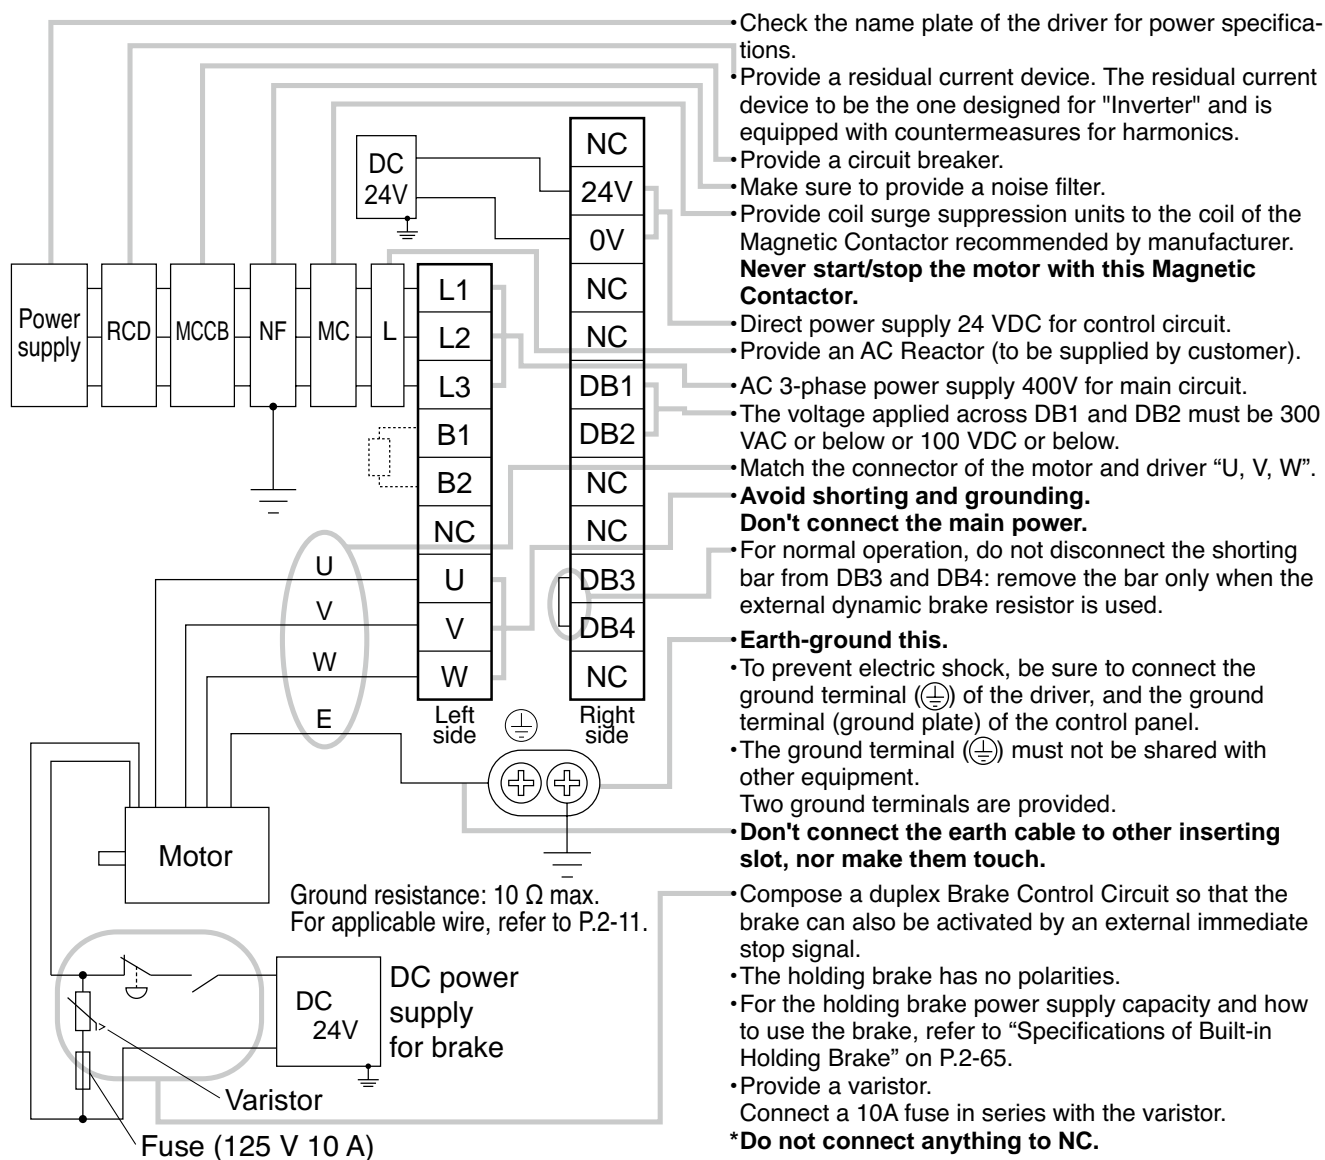 ·Check the name plate of the driver for power specifica-
tions.
·Provide a residual current device. The residual current
device to be the one designed for "Inverter" and is
equipped with countermeasures for harmonics.
·Provide a circuit breaker.
·Make sure to provide a noise filter.
·Provide coil surge suppression units to the coil of the
Magnetic Contactor recommended by manufacturer.
Never start/stop the motor with this Magnetic
Contactor.
·Direct power supply 24 VDC for control circuit.
·Provide an AC Reactor (to be supplied by customer).
·AC 3-phase power supply 400V for main circuit.
·The voltage applied across DB1 and DB2 must be 300
VAC or below or 100 VDC or below.
·Match the connector of the motor and driver “U, V, W”.
·Avoid shorting and grounding.
Don't connect the main power.
·For normal operation, do not disconnect the shorting
bar from DB3 and DB4: remove the bar only when the
external dynamic brake resistor is used.
·Earth-ground this.
·To prevent electric shock, be sure to connect the
ground terminal (⏚) of the driver, and the ground
terminal (ground plate) of the control panel.
·The ground terminal (⏚) must not be shared with
other equipment.
Two ground terminals are provided.
·Don't connect the earth cable to other inserting
slot, nor make them touch.
·Compose a duplex Brake Control Circuit so that the
brake can also be activated by an external immediate
stop signal.
·The holding brake has no polarities.
·For the holding brake power supply capacity and how
to use the brake, refer to “Specifications of Built-in
Holding Brake” on P.2-65.
·Provide a varistor.
Connect a 10A fuse in series with the varistor.
*Do not connect anything to NC.
DC
24V
Power
supply
RCD
MCCB
NF
MC
L
L1
L2
L3
B1
B2
NC
U
V
W
Left
side
NC
24V
0V
NC
NC
DB1
DB2
NC
NC
DB3
DB4
NC
Right
side
U
V
W
E
Motor
Ground resistance: 10 Ω max.
For applicable wire, refer to P.2-11.
DC
24V
DC power
supply
for brake
Varistor
Fuse (125 V 10 A)